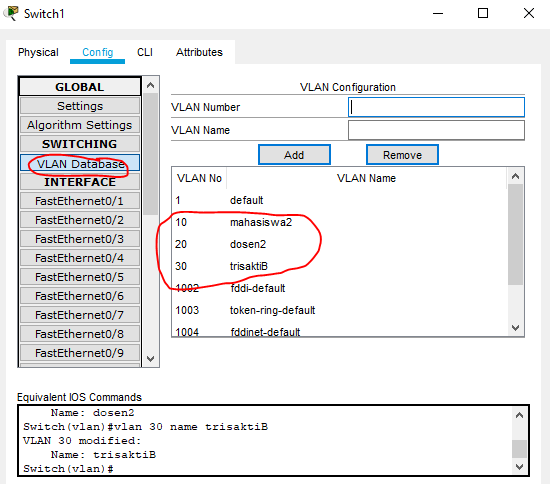 Switch1
Physical Config CLI Attributes
GLOBAL
Settings
Algorithm Settings
SWITCHING
VLAN Database
INTERFACE
FastEthernet0/1
FastEthernet0/2
FastEthernet0/3
FastEthernet0/4
FastEthernet0/5
FastEthernet0/6
FastEthernet0/7
FastEthernet0/8
FastEthernet0/9
VLAN Configuration
VLAN Number
VLAN Name
Add Remove
VLAN No VLAN Name
1 default
10 mahasiswa2
20 dosen2
30 trisaktiB
1002 fddi-default
1003 token-ring-default
1004 fddinet-default
Equivalent IOS Commands
Name: dosen2
Switch(vlan)#vlan 30 name trisaktiB
VLAN 30 modified:
Name: trisaktiB
Switch(vlan)#